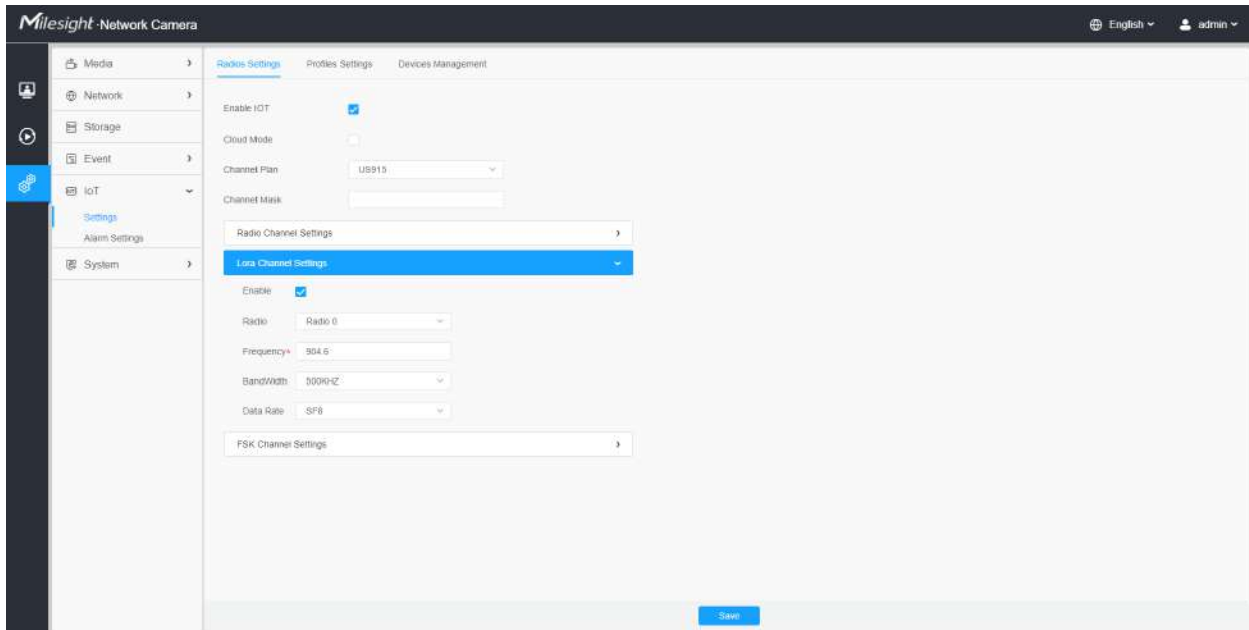 Milesight · Network Camera
English
admin
Media
Network
Storage
Event
IoT
Settings
Alarm Settings
System
Radios Settings
Profiles Settings
Devices Management
Enable IOT
Cloud Mode
Channel Plan
US915
Channel Mask
Radio Channel Settings
Lora Channel Settings
Enable
Radio
Radio 0
Frequency*
904.6
BandWidth
500KHZ
Data Rate
SF8
FSK Channel Settings
Save